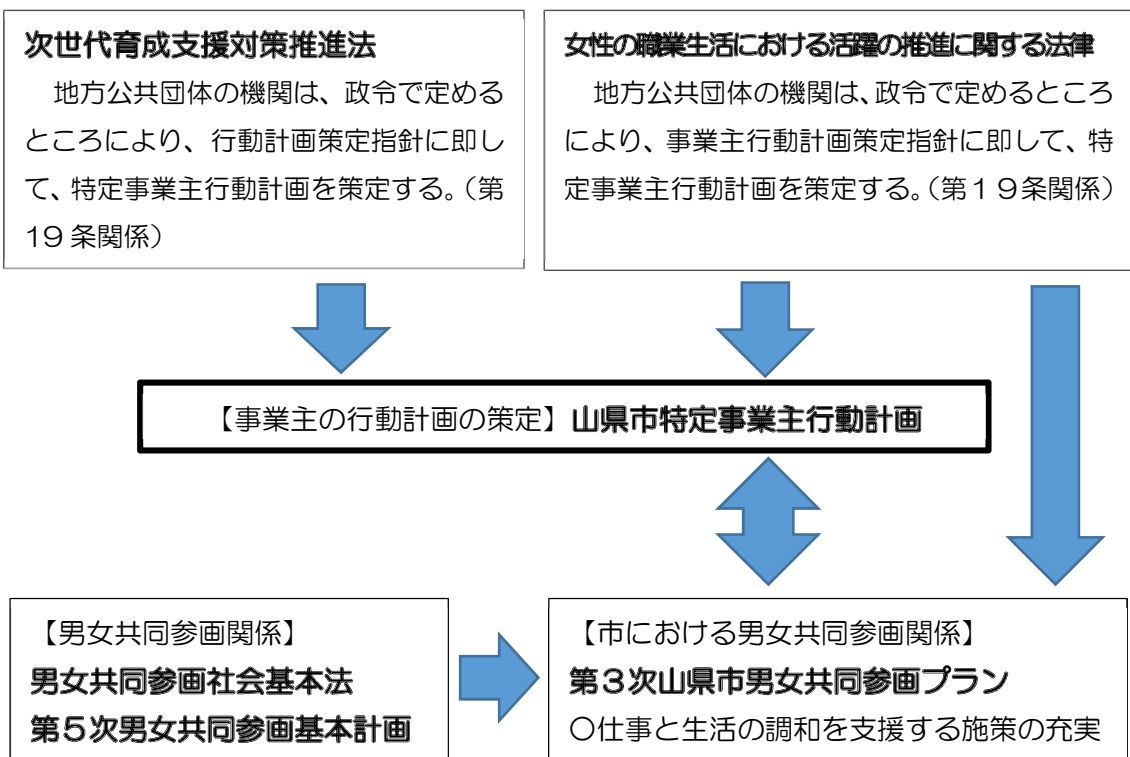 次世代育成支援対策推進法
　地方公共団体の機関は、政令で定める
ところにより、行動計画策定指針に即し
て、特定事業主行動計画を策定する。（第
19 条関係）
女性の職業生活における活躍の推進に関する法律
　地方公共団体の機関は、政令で定めるところ
により、事業主行動計画策定指針に即して、特
定事業主行動計画を策定する。（第１９条関係）
【事業主の行動計画の策定】山県市特定事業主行動計画
【男女共同参画関係】
男女共同参画社会基本法
第５次男女共同参画基本計画
【市における男女共同参画関係】
第３次山県市男女共同参画プラン
○仕事と生活の調和を支援する施策の充実